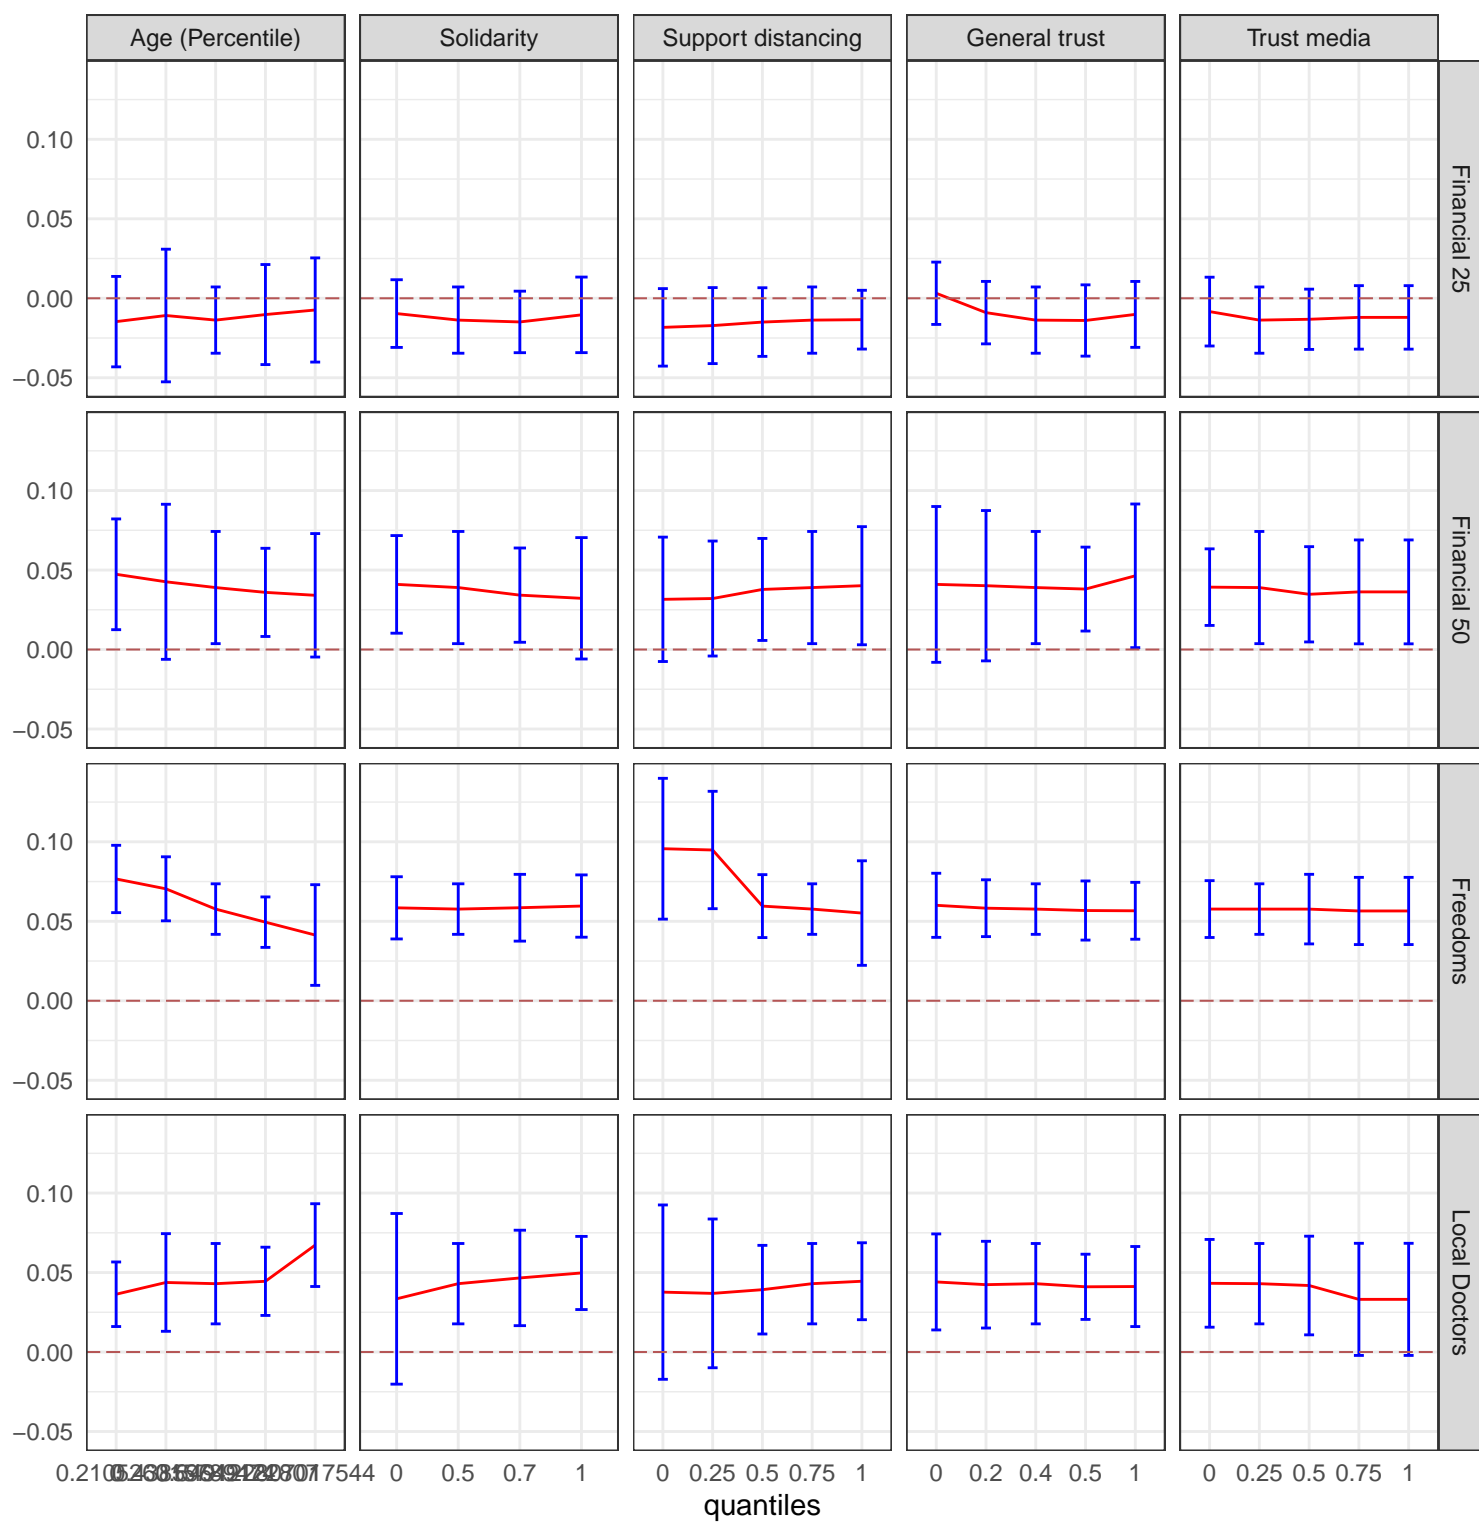 Age (Percentile) Solidarity Support distancing General trust Trust media
0.10
0.05
0.00
−0.05
Financial 25
0.10
0.05
0.00
−0.05
Financial 50
0.10
0.05
0.00
−0.05
Freedoms
0.10
0.05
0.00
−0.05
Local Doctors
0 0.5 0.7 1 0 0.25 0.5 0.75 1 0 0.2 0.4 0.5 1 0 0.25 0.5 0.75 1
quantiles